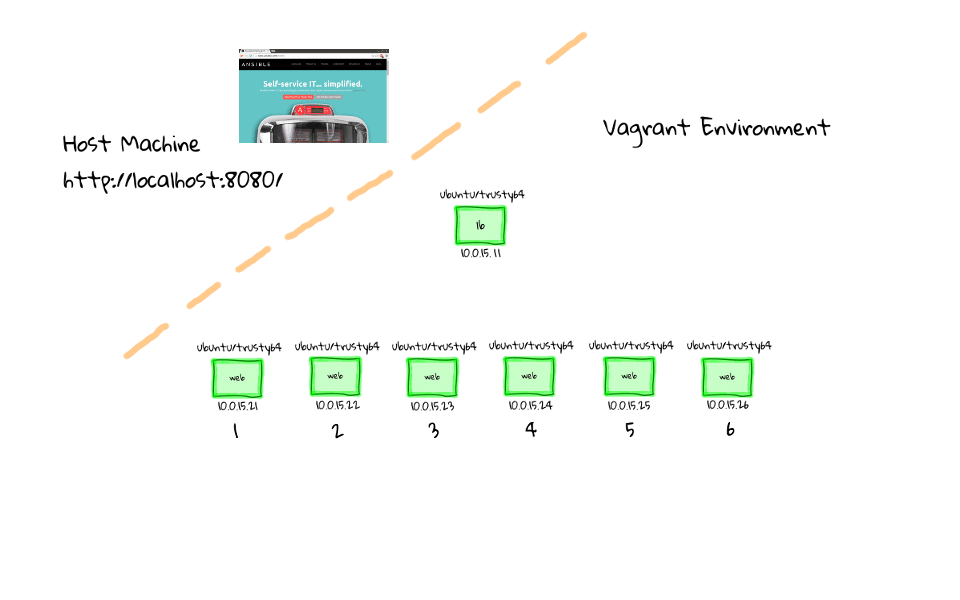 ANSIBLE
Self-service IT... simplified.
Host Machine
http://localhost:8080/
Vagrant Environment
ubuntu/trusty64
lb
10.0.15.11
ubuntu/trusty64 ubuntu/trusty64 ubuntu/trusty64 ubuntu/trusty64 ubuntu/trusty64 ubuntu/trusty64
web web web web web web
10.0.15.21 10.0.15.22 10.0.15.23 10.0.15.24 10.0.15.25 10.0.15.26
1 2 3 4 5 6